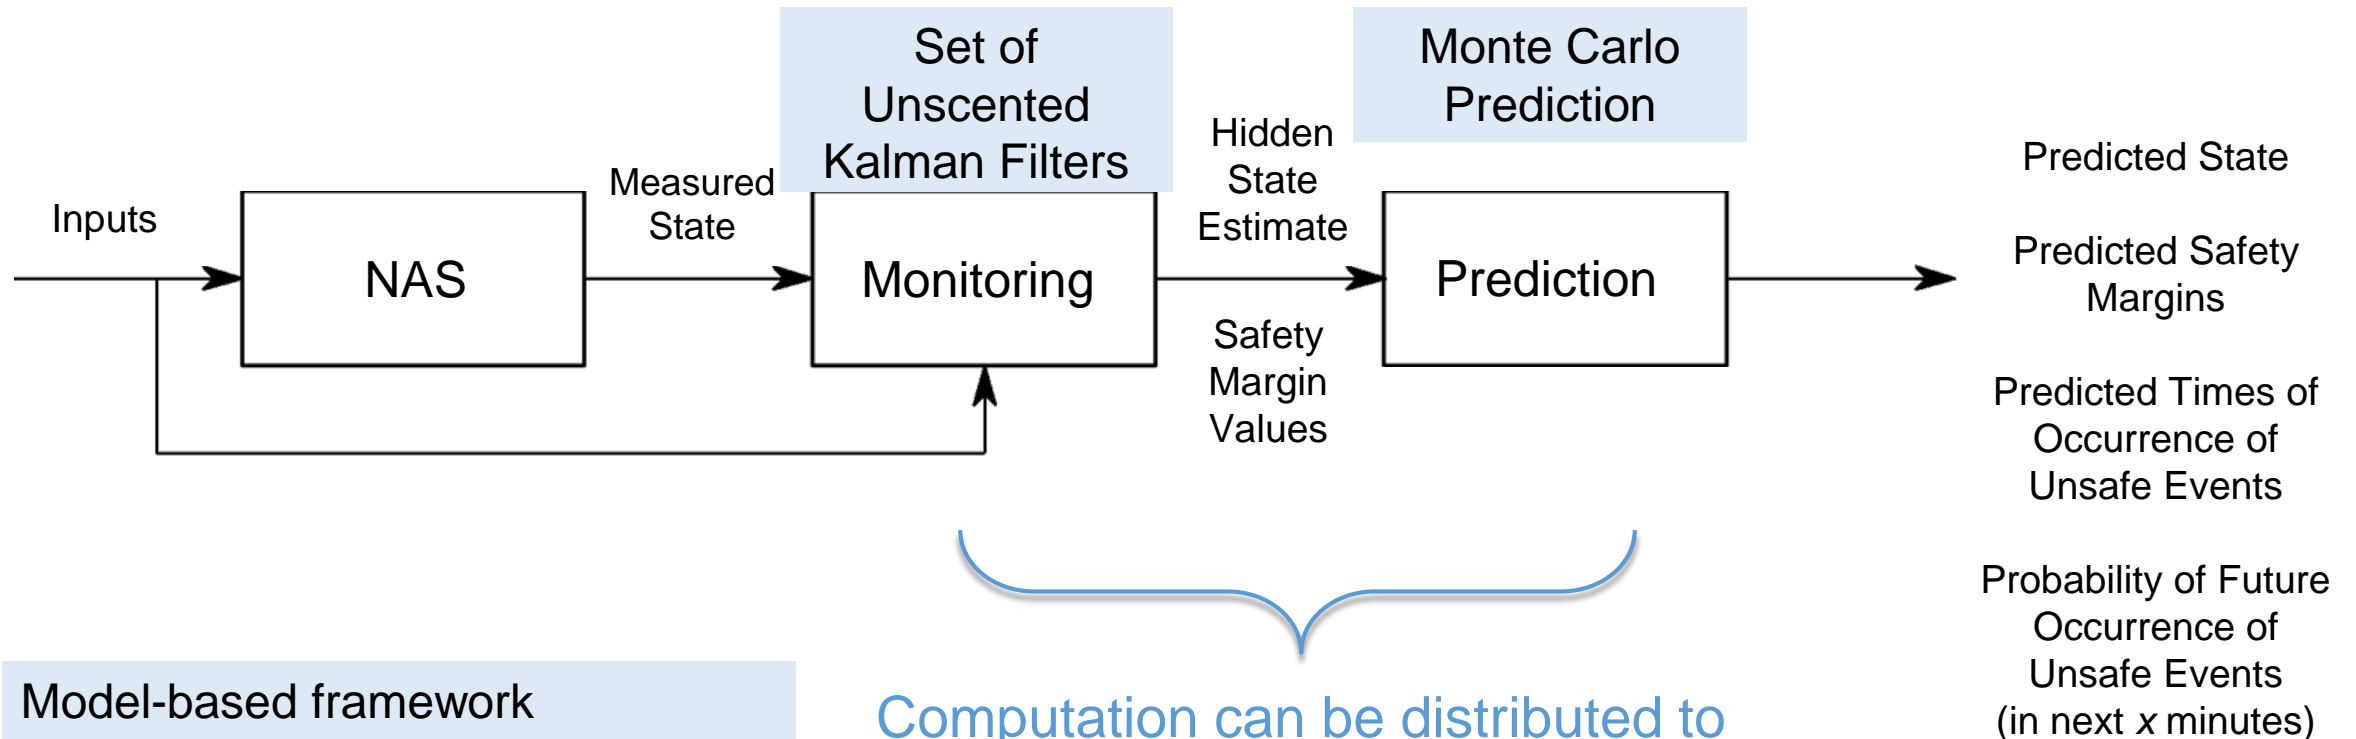 Set of
Unscented
Kalman Filters
Monte Carlo
Prediction
Inputs
NAS
Measured
State
Monitoring
Hidden
State
Estimate
Safety
Margin
Values
Prediction
Predicted State
Predicted Safety
Margins
Predicted Times of
Occurrence of
Unsafe Events
Probability of Future
Occurrence of
Unsafe Events
(in next x minutes)
Model-based framework
Computation can be distributed to